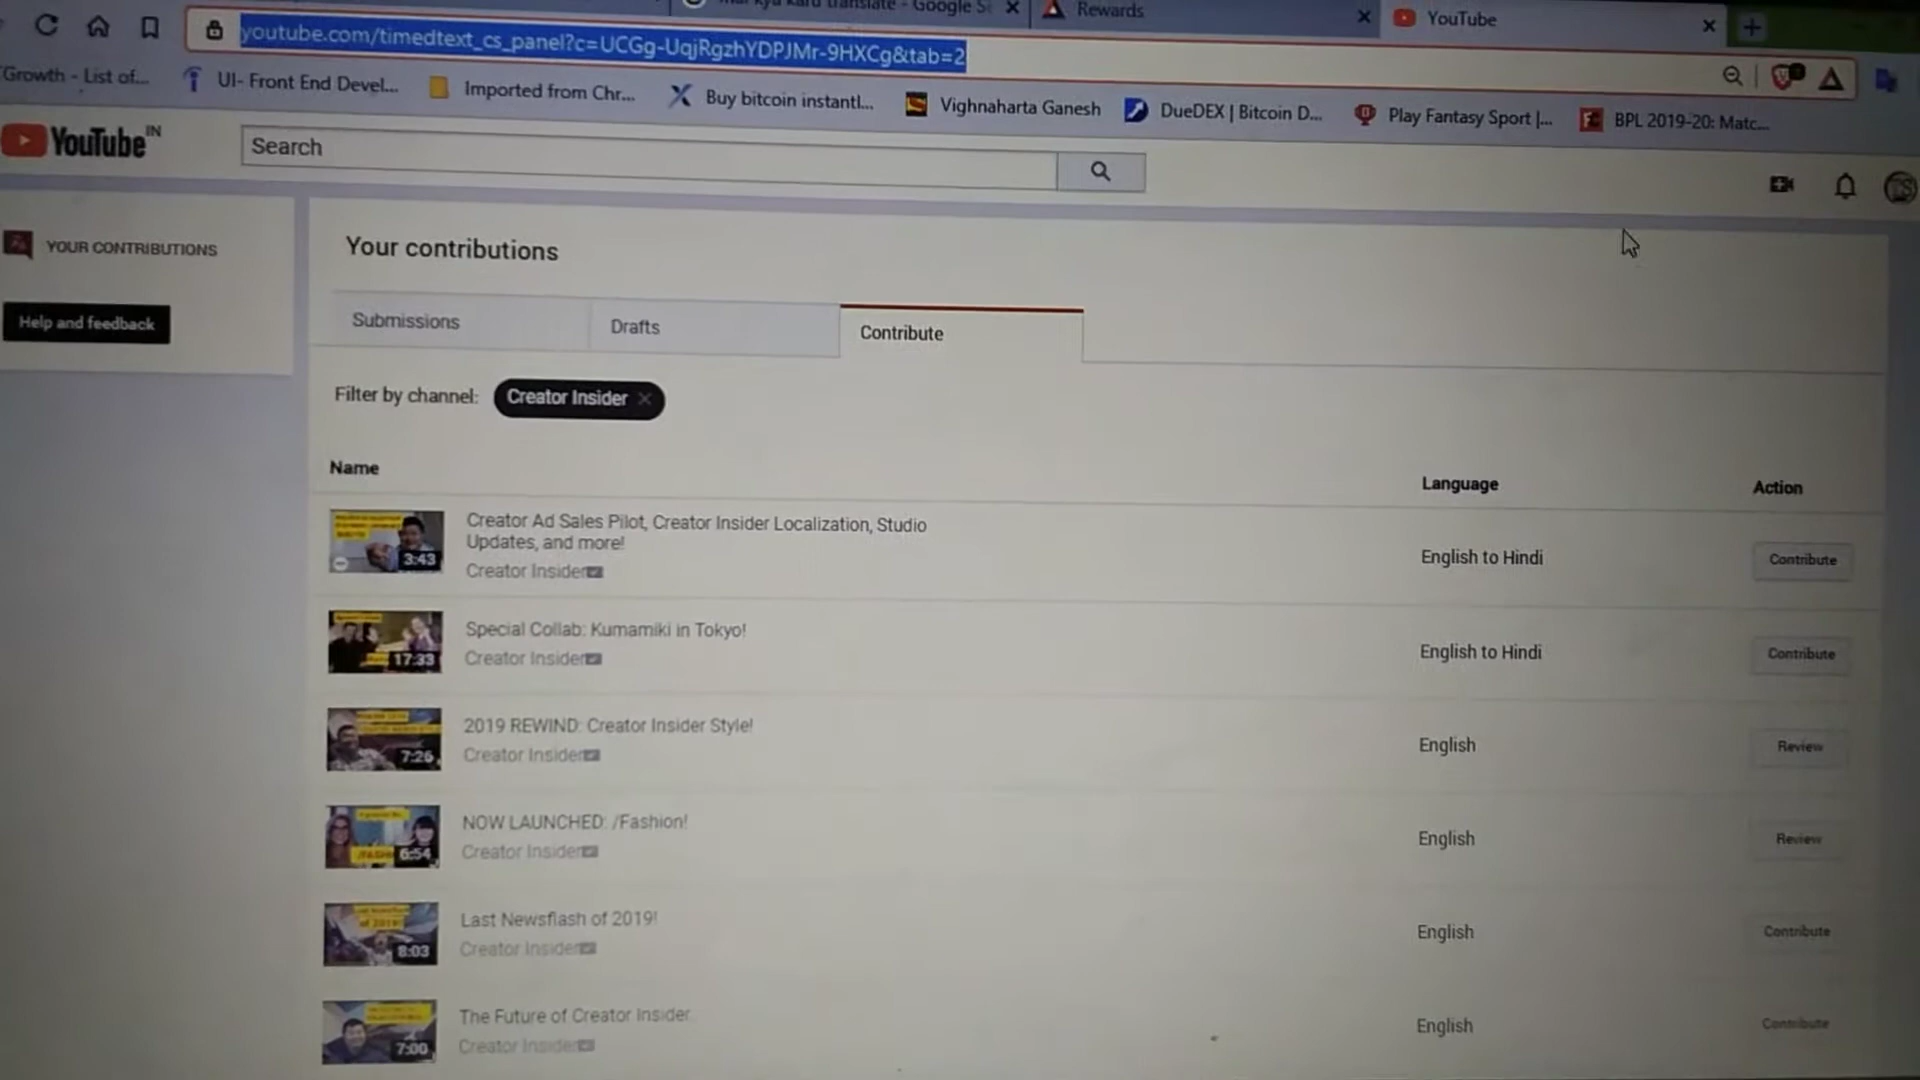 translate - Google S
Rewards
YouTube
youtube.com/timedtext_cs_panel?c=UCGg-UqjRgzhYDPJMr-9HXCg&tab=2
Growth - List of...
UI- Front End Devel...
Imported from Chr...
Buy bitcoin instantl...
Vighnaharta Ganesh
DueDEX | Bitcoin D...
Play Fantasy Sport |...
BPL 2019-20: Matc...
YouTube IN
Search
YOUR CONTRIBUTIONS
Help and feedback
Your contributions
Submissions
Drafts
Contribute
Filter by channel:
Creator Insider
Name
Language
Action
Creator Ad Sales Pilot, Creator Insider Localization, Studio
Updates, and more!
Creator Insider
3:43
English to Hindi
Contribute
Special Collab: Kumamiki in Tokyo!
Creator Insider
17:33
English to Hindi
Contribute
2019 REWIND: Creator Insider Style!
Creator Insider
7:26
English
Review
NOW LAUNCHED: /Fashion!
Creator Insider
6:54
English
Review
Last Newsflash of 2019!
Creator Insider
8:03
English
Contribute
The Future of Creator Insider
Creator Insider
7:00
English
Contribute